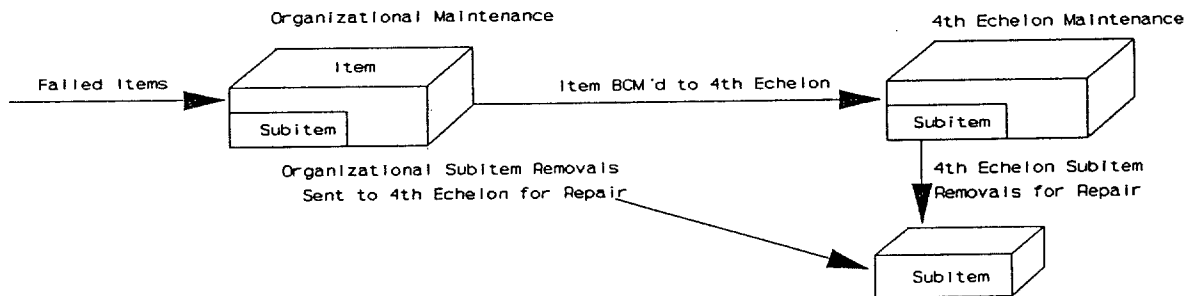 Organizational Maintenance
4th Echelon Maintenance
Item
Failed Items
Item BCM'd to 4th Echelon
Subitem
Subitem
Organizational Subitem Removals
Sent to 4th Echelon for Repair
4th Echelon Subitem
Removals for Repair
Subitem